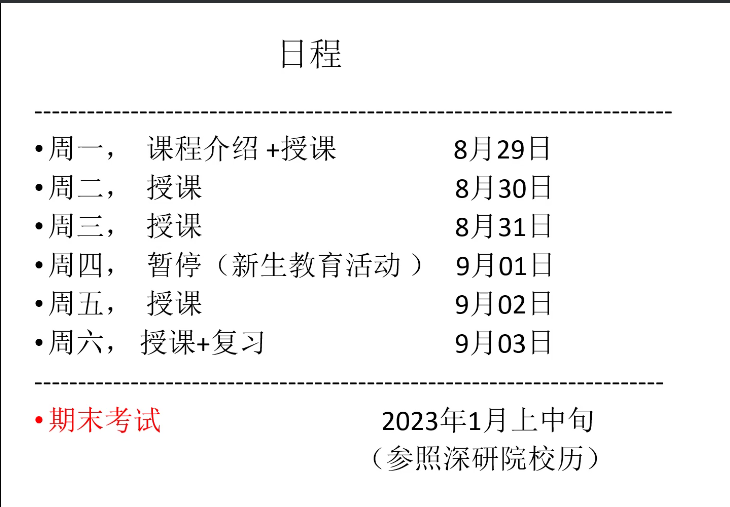 日程
--------------------------------------------------------------------------
•周一， 课程介绍 +授课 8月29日
•周二， 授课 8月30日
•周三， 授课 8月31日
•周四， 暂停（新生教育活动 ） 9月01日
•周五， 授课 9月02日
•周六， 授课+复习 9月03日
-------------------------------------------------------------------------
•期末考试 2023年1月上中旬
（参照深研院校历）